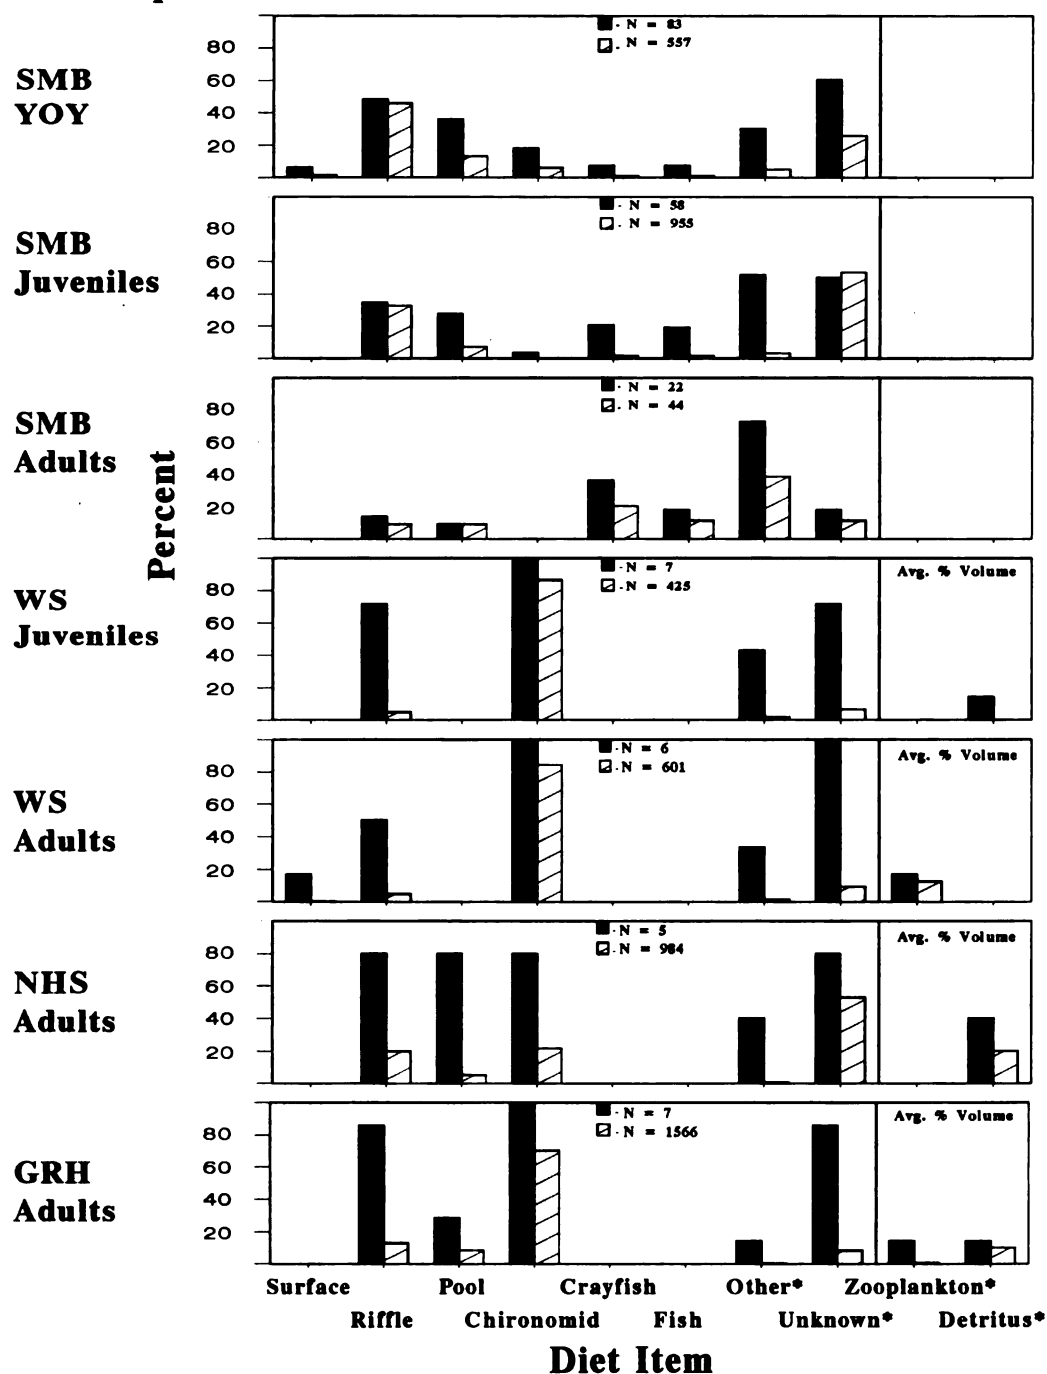 SMB
YOY
80
60
40
20
- N = 83
- N = 557
SMB
Juveniles
80
60
40
20
- N = 58
- N = 955
SMB
Adults
80
60
40
20
- N = 22
- N = 44
Percent
WS
Juveniles
80
60
40
20
- N = 7
- N = 425
Avg. % Volume
WS
Adults
80
60
40
20
- N = 6
- N = 601
Avg. % Volume
NHS
Adults
80
60
40
20
- N = 5
- N = 984
Avg. % Volume
GRH
Adults
80
60
40
20
- N = 7
- N = 1566
Avg. % Volume
Surface Pool Crayfish Other* Zooplankton*
Riffle Chironomid Fish Unknown* Detritus*
Diet Item